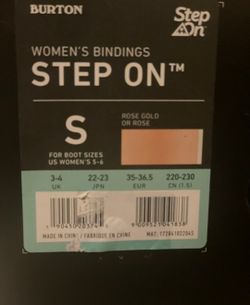 BURTON
Step On
WOMEN'S BINDINGS
STEP ON™
S
ROSE GOLD
OR ROSE
FOR BOOT SIZES
US WOMEN'S 5-6
3-4 22-23 35-36.5 220-230
UK JPN EUR CN (1.5)
MADE IN CHINA / FABRIQUE EN CHINE